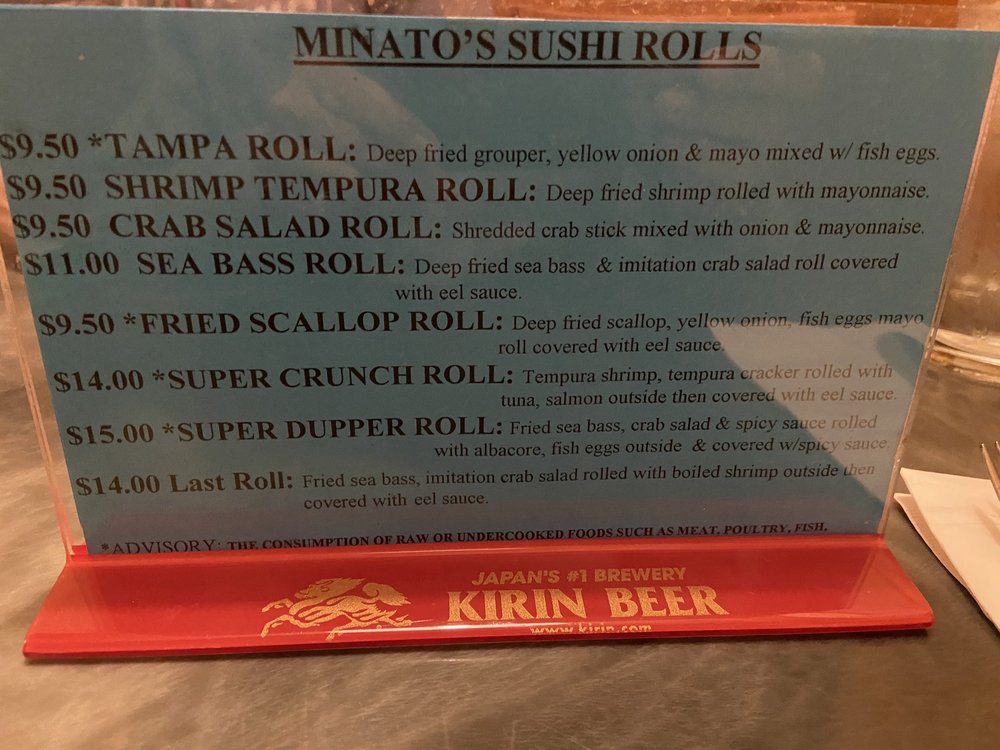 MINATO'S SUSHI ROLLS
$9.50 *TAMPA ROLL: Deep fried grouper, yellow onion & mayo mixed w/ fish eggs.
$9.50 SHRIMP TEMPURA ROLL: Deep fried shrimp rolled with mayonnaise.
$9.50 CRAB SALAD ROLL: Shredded crab stick mixed with onion & mayonnaise.
$11.00 SEA BASS ROLL: Deep fried sea bass & imitation crab salad roll covered
with eel sauce.
$9.50 *FRIED SCALLOP ROLL: Deep fried scallop, yellow onion, fish eggs mayo
roll covered with eel sauce.
$14.00 *SUPER CRUNCH ROLL: Tempura shrimp, tempura cracker rolled with
tuna, salmon outside then covered with eel sauce.
$15.00 *SUPER DUPPER ROLL: Fried sea bass, crab salad & spicy sauce rolled
with albacore, fish eggs outside & covered w/spicy sauce.
$14.00 Last Roll: Fried sea bass, imitation crab salad rolled with boiled shrimp outside then
covered with eel sauce.
*ADVISORY: THE CONSUMPTION OF RAW OR UNDERCOOKED FOODS SUCH AS MEAT, POULTRY, FISH,
JAPAN'S #1 BREWERY
KIRIN BEER
www.kirin.com